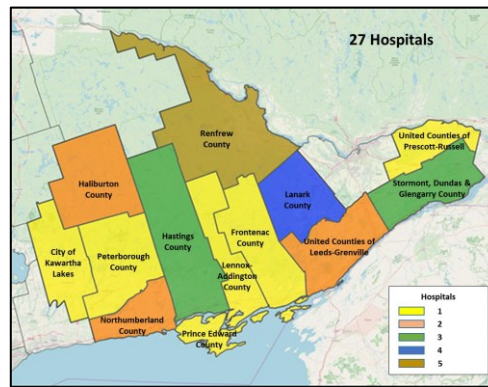 27 Hospitals
Renfrew
County
United Counties of
Prescott-Russell
Stormont, Dundas &
Glengarry County
Haliburton
County
Lanark
County
Hastings
County
Frontenac
County
United Counties of
Leeds-Grenville
City of
Kawartha
Lakes
Peterborough
County
Lennox-
Addington
County
Northumberland
County
Prince Edward
County
Hospitals
1
2
3
4
5